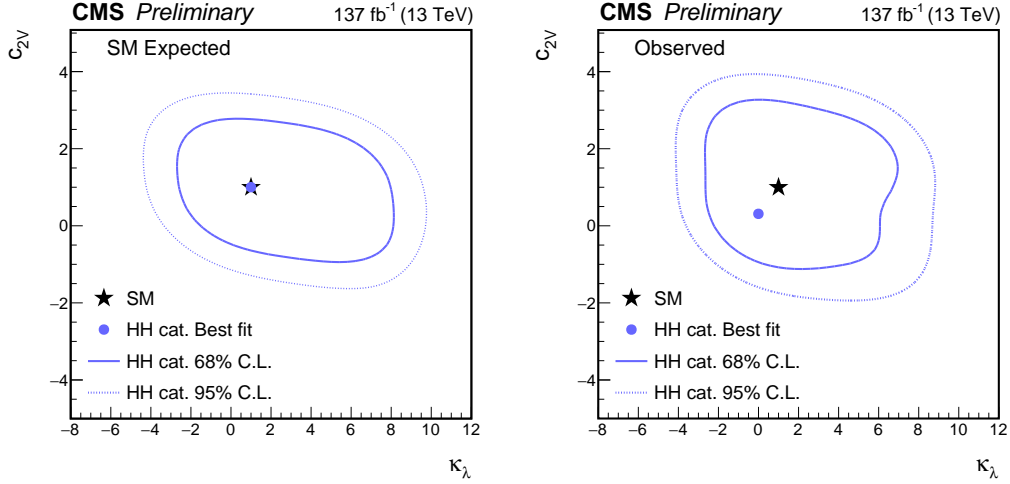 CMS Preliminary 137 fb⁻¹ (13 TeV)
c₂V
SM Expected
4
2
0
−2
−4
SM
HH cat. Best fit
HH cat. 68% C.L.
HH cat. 95% C.L.
−8 −6 −4 −2 0 2 4 6 8 10 12
κλ
CMS Preliminary 137 fb⁻¹ (13 TeV)
c₂V
Observed
4
2
0
−2
−4
SM
HH cat. Best fit
HH cat. 68% C.L.
HH cat. 95% C.L.
−8 −6 −4 −2 0 2 4 6 8 10 12
κλ